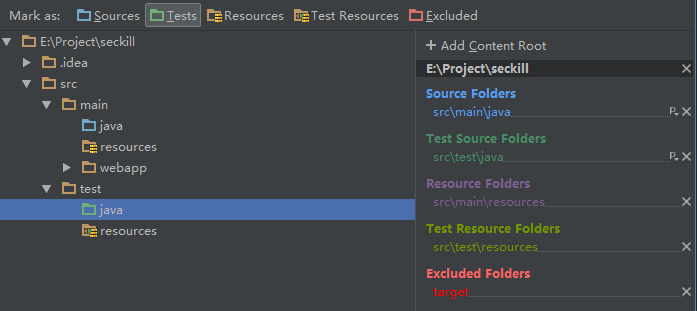 Mark as: Sources Tests Resources Test Resources Excluded
E:\Project\seckill
.idea
src
main
java
resources
webapp
test
java
resources
+ Add Content Root
E:\Project\seckill
Source Folders
src\main\java
Test Source Folders
src\test\java
Resource Folders
src\main\resources
Test Resource Folders
src\test\resources
Excluded Folders
target